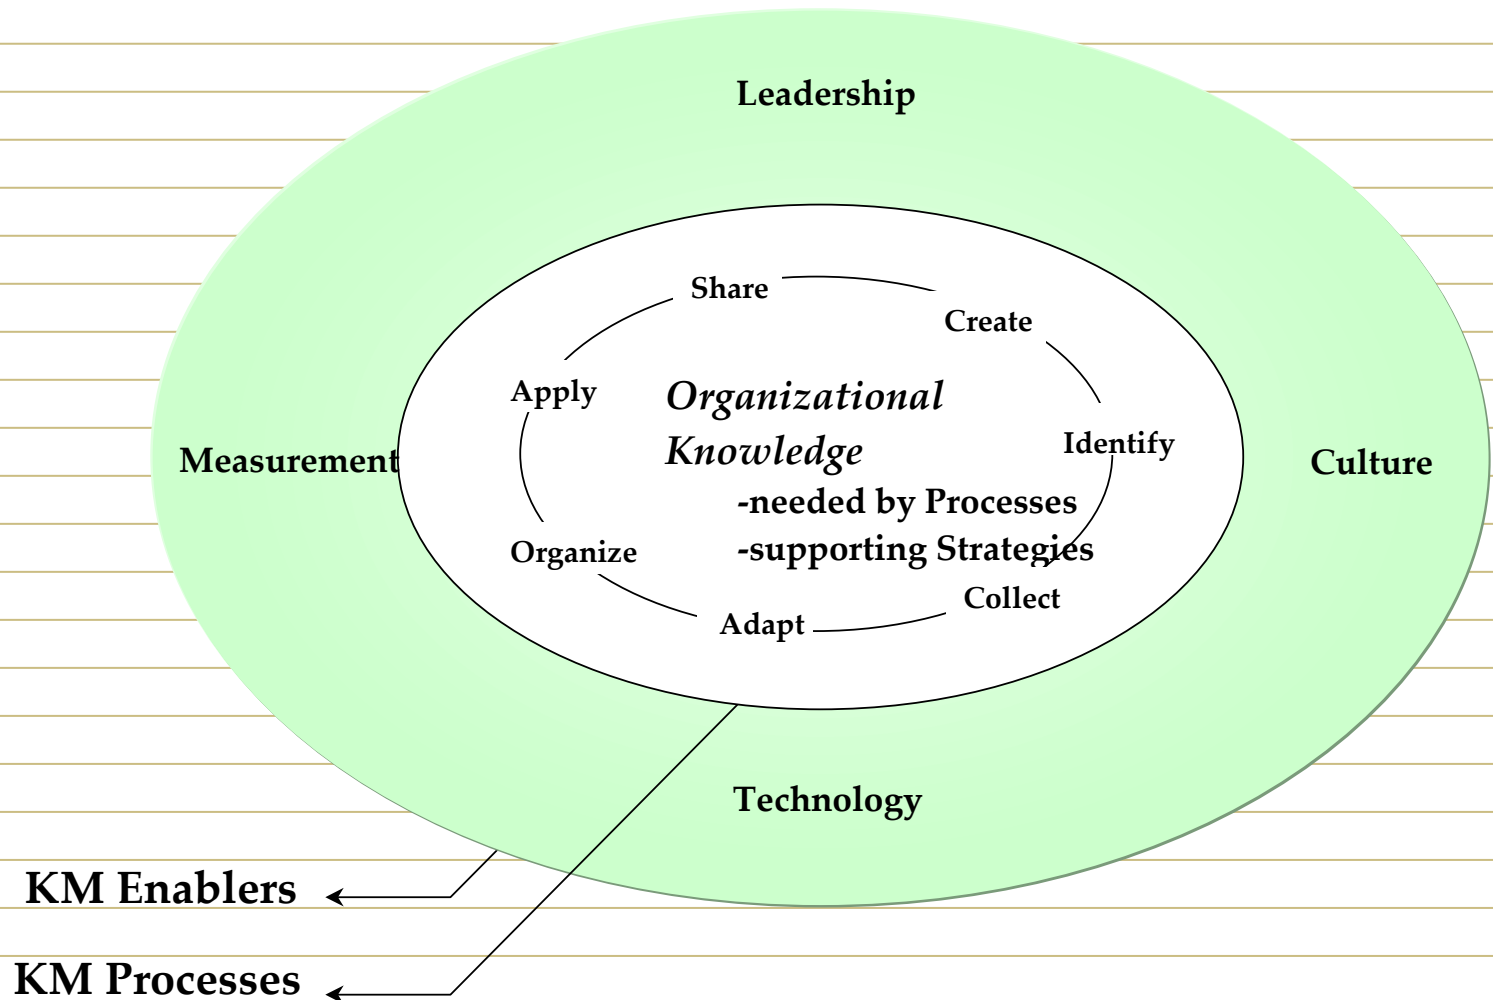 Leadership
Share
Create
Apply
Organizational
Knowledge
Identify
Measurement
Culture
-needed by Processes
-supporting Strategies
Organize
Collect
Adapt
Technology
KM Enablers
KM Processes